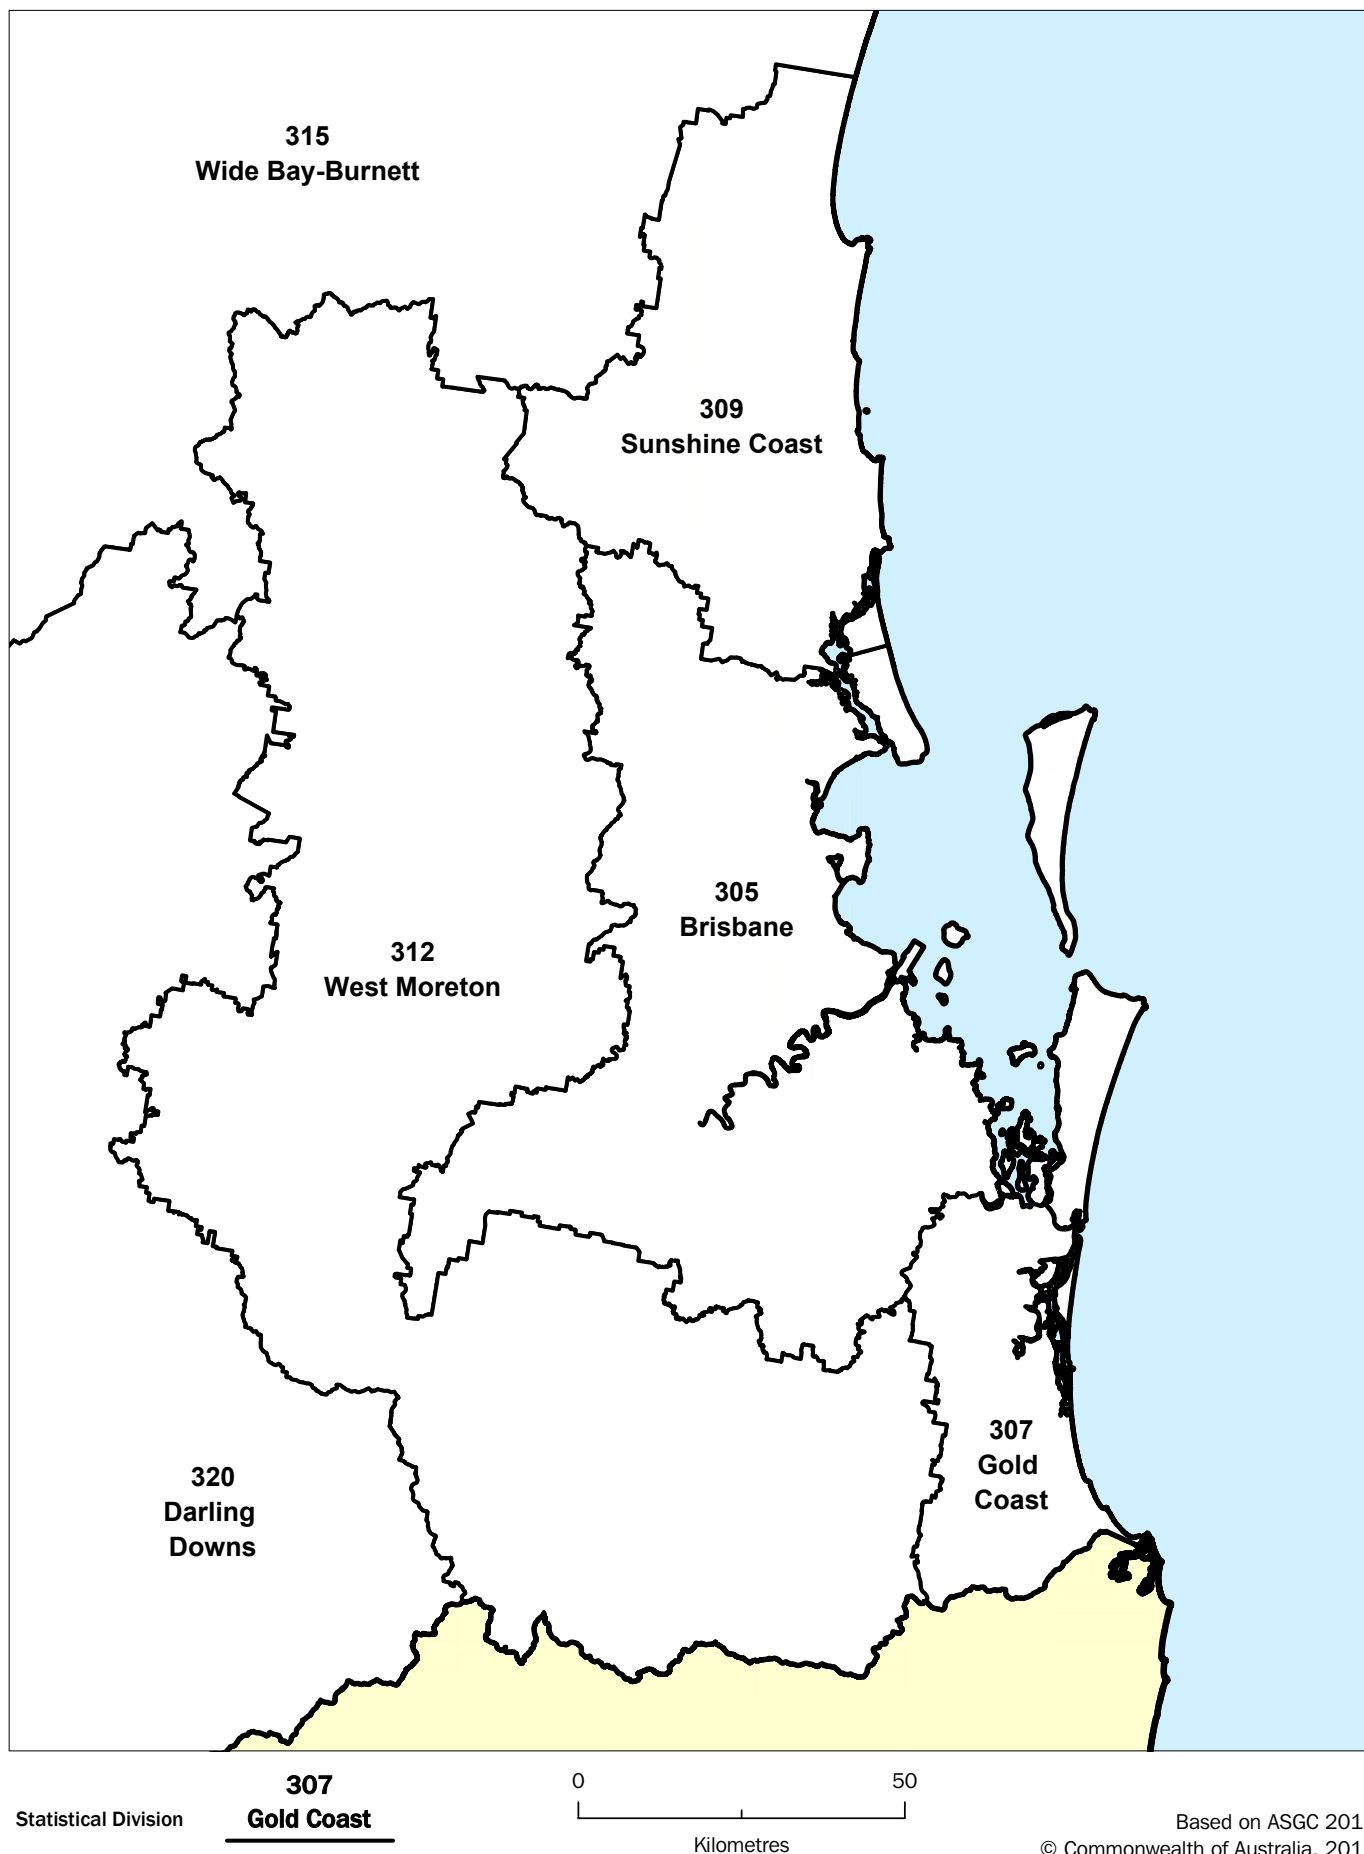 315
Wide Bay-Burnett
309
Sunshine Coast
305
Brisbane
312
West Moreton
307
Gold
Coast
320
Darling
Downs
307
Gold Coast
Statistical Division
0 50
Kilometres
Based on ASGC 201
© Commonwealth of Australia, 201